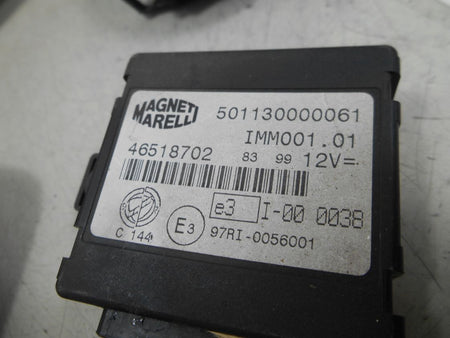 MAGNETI MARELLI 501130000061
IMM001.01
46518702 83 99 12V=
e3 I-00 0038
C 144 E3 97RI-0056001